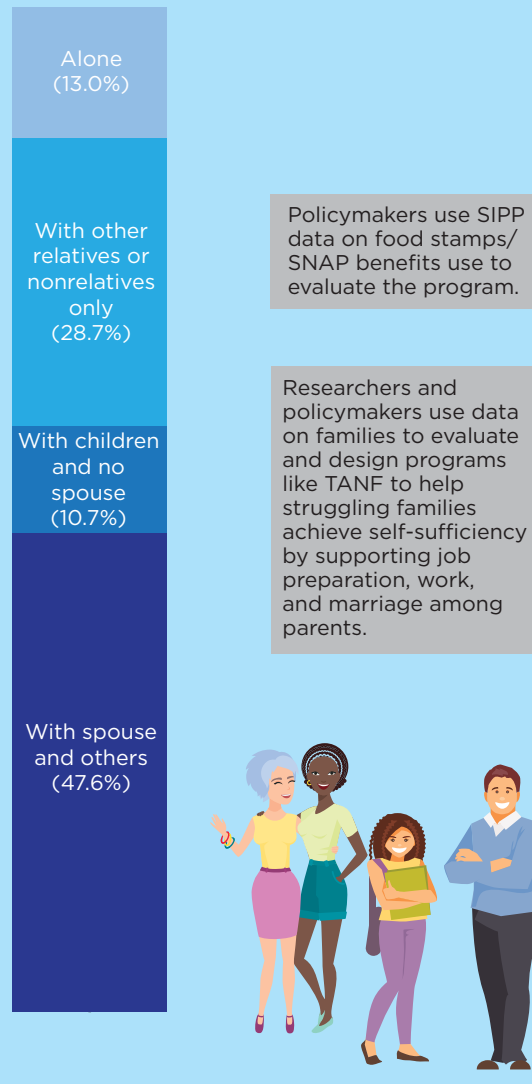 Alone
(13.0%)
With other
relatives or
nonrelatives
only
(28.7%)
With children
and no
spouse
(10.7%)
With spouse
and others
(47.6%)
Policymakers use SIPP
data on food stamps/
SNAP benefits use to
evaluate the program.
Researchers and
policymakers use data
on families to evaluate
and design programs
like TANF to help
struggling families
achieve self-sufficiency
by supporting job
preparation, work,
and marriage among
parents.